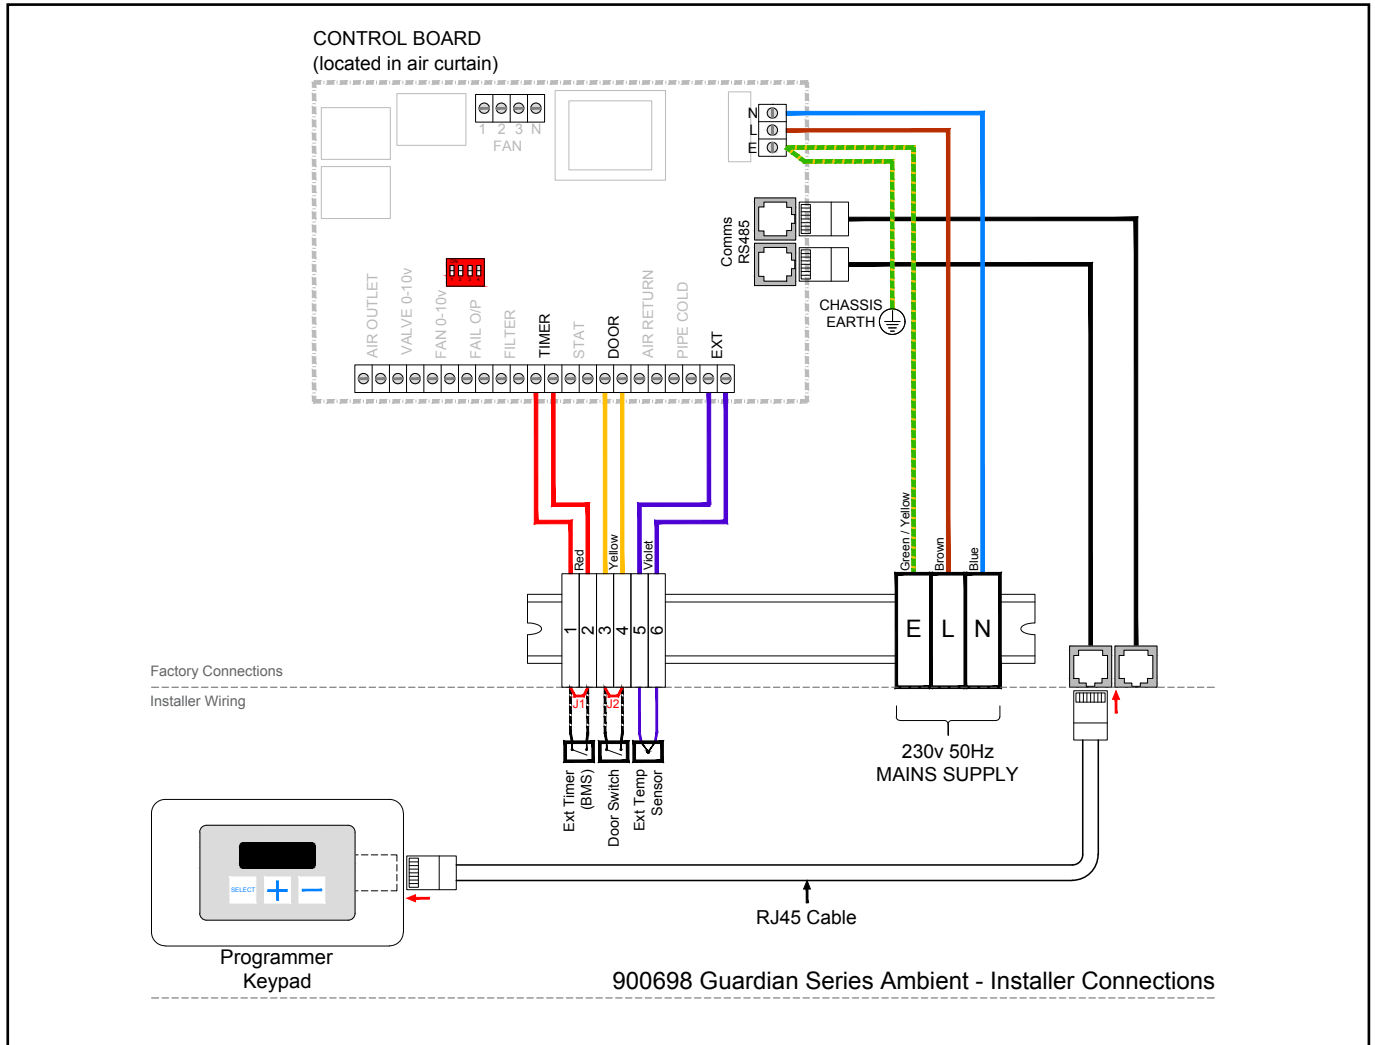 CONTROL BOARD
(located in air curtain)
1 2 3 N
FAN
N
L
E
Comms
RS485
CHASSIS
EARTH
AIR OUTLET
VALVE 0-10v
FAN 0-10v
FAIL O/P
FILTER
TIMER
STAT
DOOR
AIR RETURN
PIPE COLD
EXT
Red
Yellow
Violet
Green / Yellow
Brown
Blue
1
2
3
4
5
6
E L N
Factory Connections
Installer Wiring
J1
J2
Ext Timer
(BMS)
Door Switch
Ext Temp
Sensor
230v 50Hz
MAINS SUPPLY
SELECT
RJ45 Cable
Programmer
Keypad
900698 Guardian Series Ambient - Installer Connections